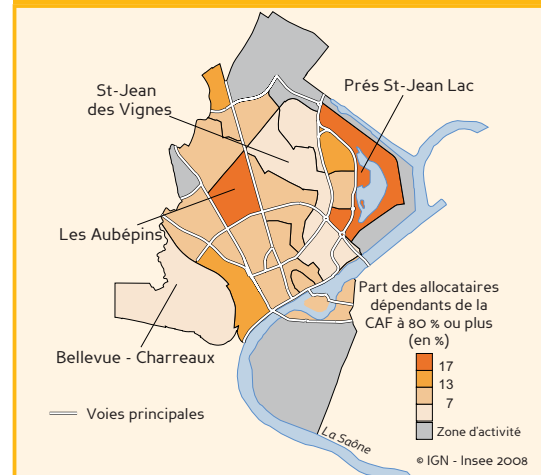 St-Jean
des Vignes
Prés St-Jean Lac
Les Aubépins
Bellevue - Charreaux
Part des allocataires
dépendants de la
CAF à 80 % ou plus
(en %)
17
13
7
Zone d'activité
Voies principales
La Saône
© IGN - Insee 2008